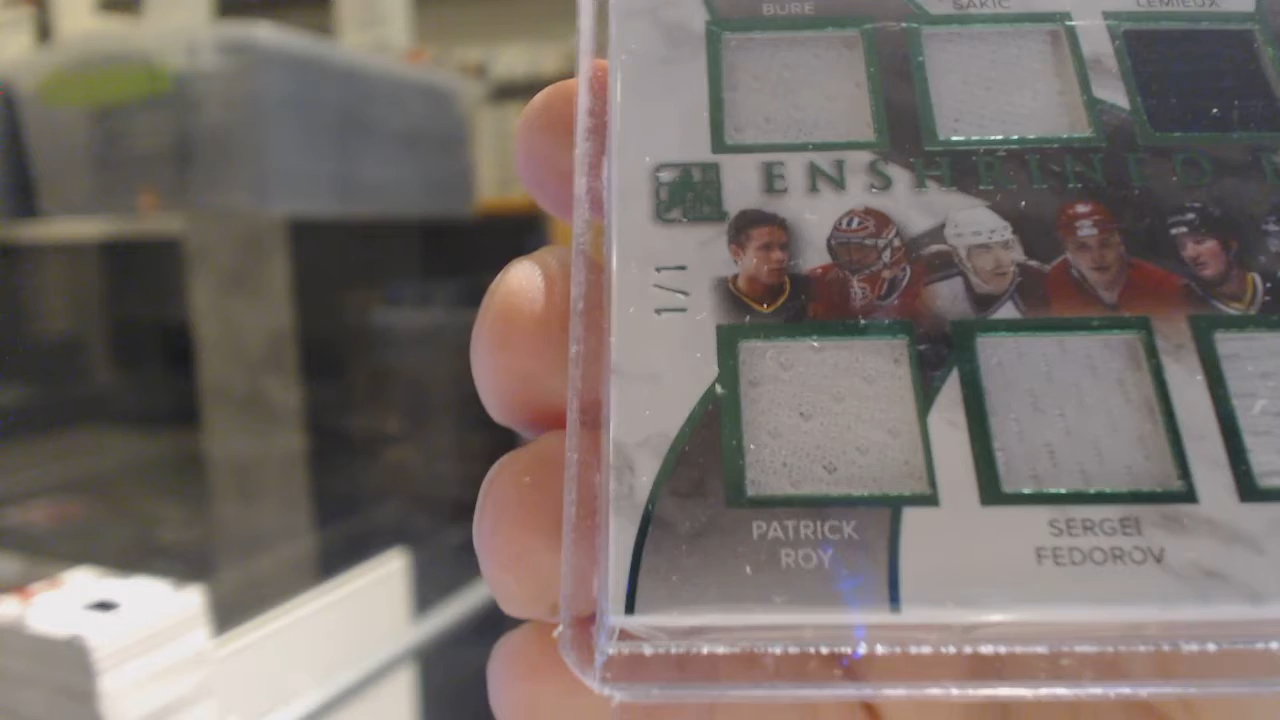 BURE
SAKIC
LEMIEUX
ENSHRINED
1/1
PATRICK
ROY
SERGEI
FEDOROV